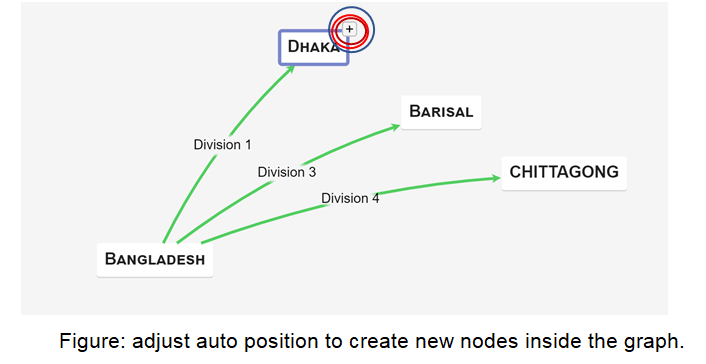 +
DHAKA
BARISAL
CHITTAGONG
Division 1
Division 3
Division 4
BANGLADESH
Figure: adjust auto position to create new nodes inside the graph.